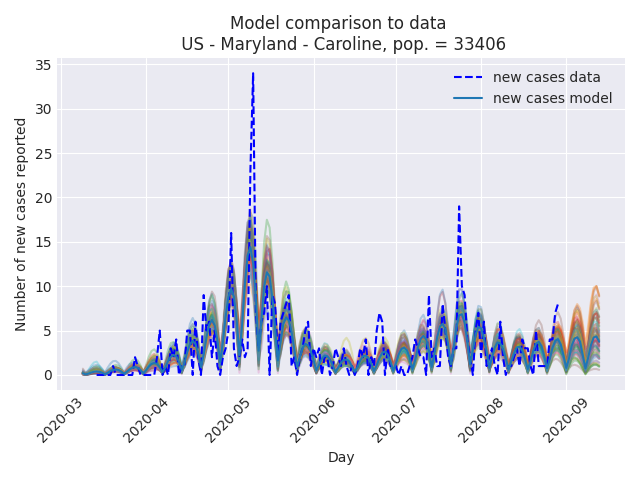 Model comparison to data
US - Maryland - Caroline, pop. = 33406
new cases data
new cases model
Number of new cases reported
35
30
25
20
15
10
5
0
2020-03
2020-04
2020-05
2020-06
2020-07
2020-08
2020-09
Day